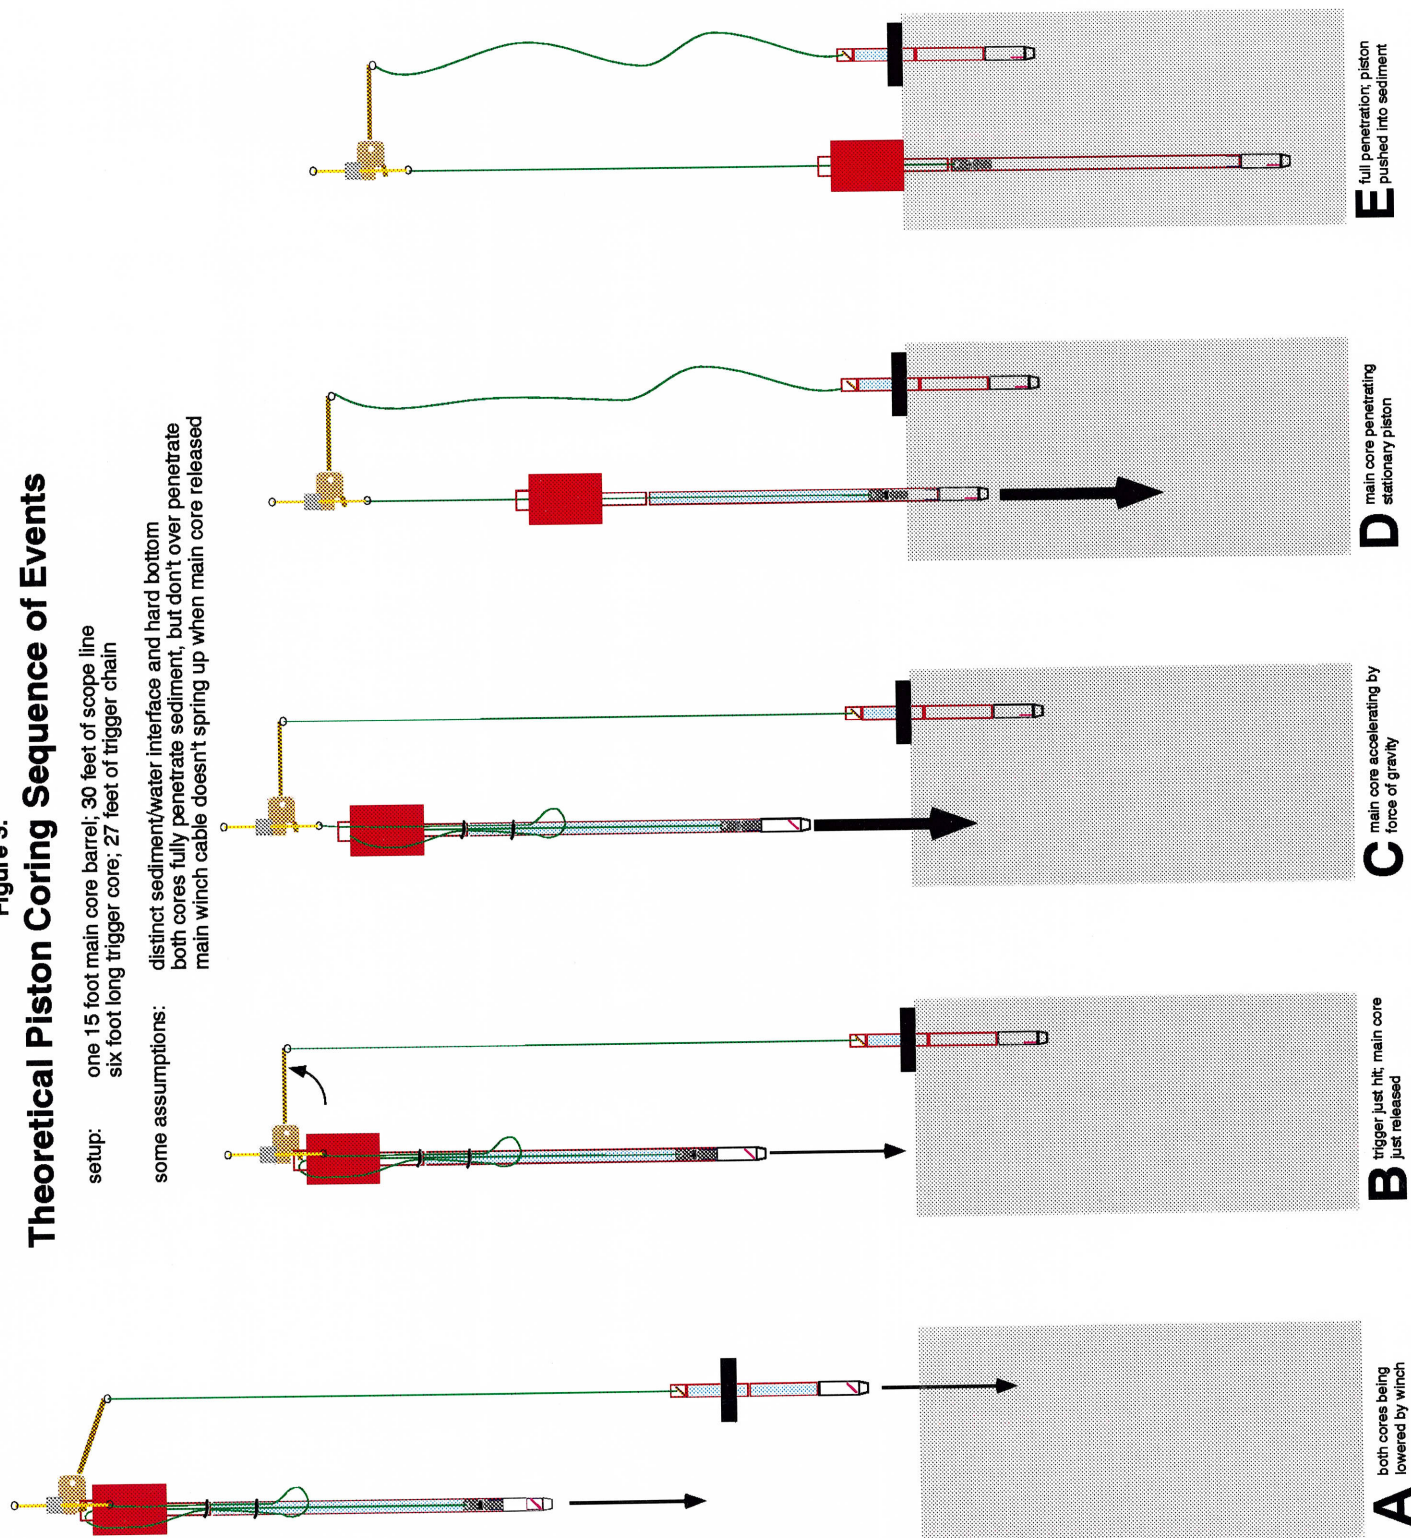 Figure 3.
Theoretical Piston Coring Sequence of Events
setup: one 15 foot main core barrel; 30 feet of scope line
six foot long trigger core; 27 feet of trigger chain
some assumptions: distinct sediment/water interface and hard bottom
both cores fully penetrate sediment, but don't over penetrate
main winch cable doesn't spring up when main core released
A both cores being
lowered by winch
B trigger just hit; main core
just released
C main core accelerating by
force of gravity
D main core penetrating
stationary piston
E full penetration; piston
pushed into sediment